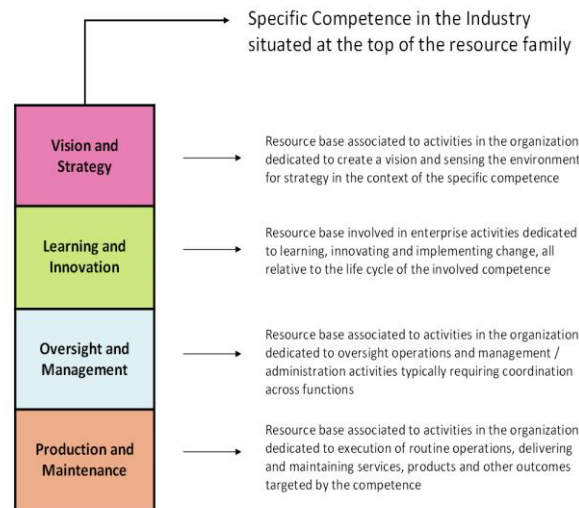 Specific Competence in the Industry
situated at the top of the resource family
Vision and
Strategy
Resource base associated to activities in the organization
dedicated to create a vision and sensing the environment
for strategy in the context of the specific competence
Learning and
Innovation
Resource base involved in enterprise activities dedicated
to learning, innovating and implementing change, all
relative to the life cycle of the involved competence
Oversight and
Management
Resource base associated to activities in the organization
dedicated to oversight operations and management /
administration activities typically requiring coordination
across functions
Production and
Maintenance
Resource base associated to activities in the organization
dedicated to execution of routine operations, delivering
and maintaining services, products and other outcomes
targeted by the competence